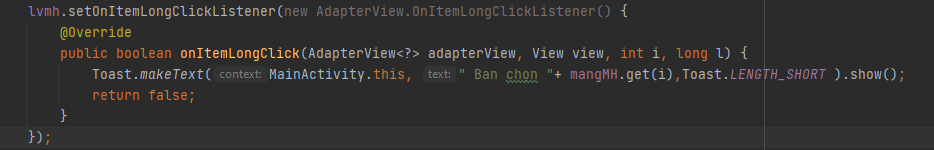 lvmh.setOnItemLongClickListener(new AdapterView.OnItemLongClickListener() {
@Override
public boolean onItemLongClick(AdapterView<?> adapterView, View view, int i, long l) {
Toast.makeText( context: MainActivity.this, text: " Ban chon "+ mangMH.get(i),Toast.LENGTH_SHORT ).show();
return false;
}
});